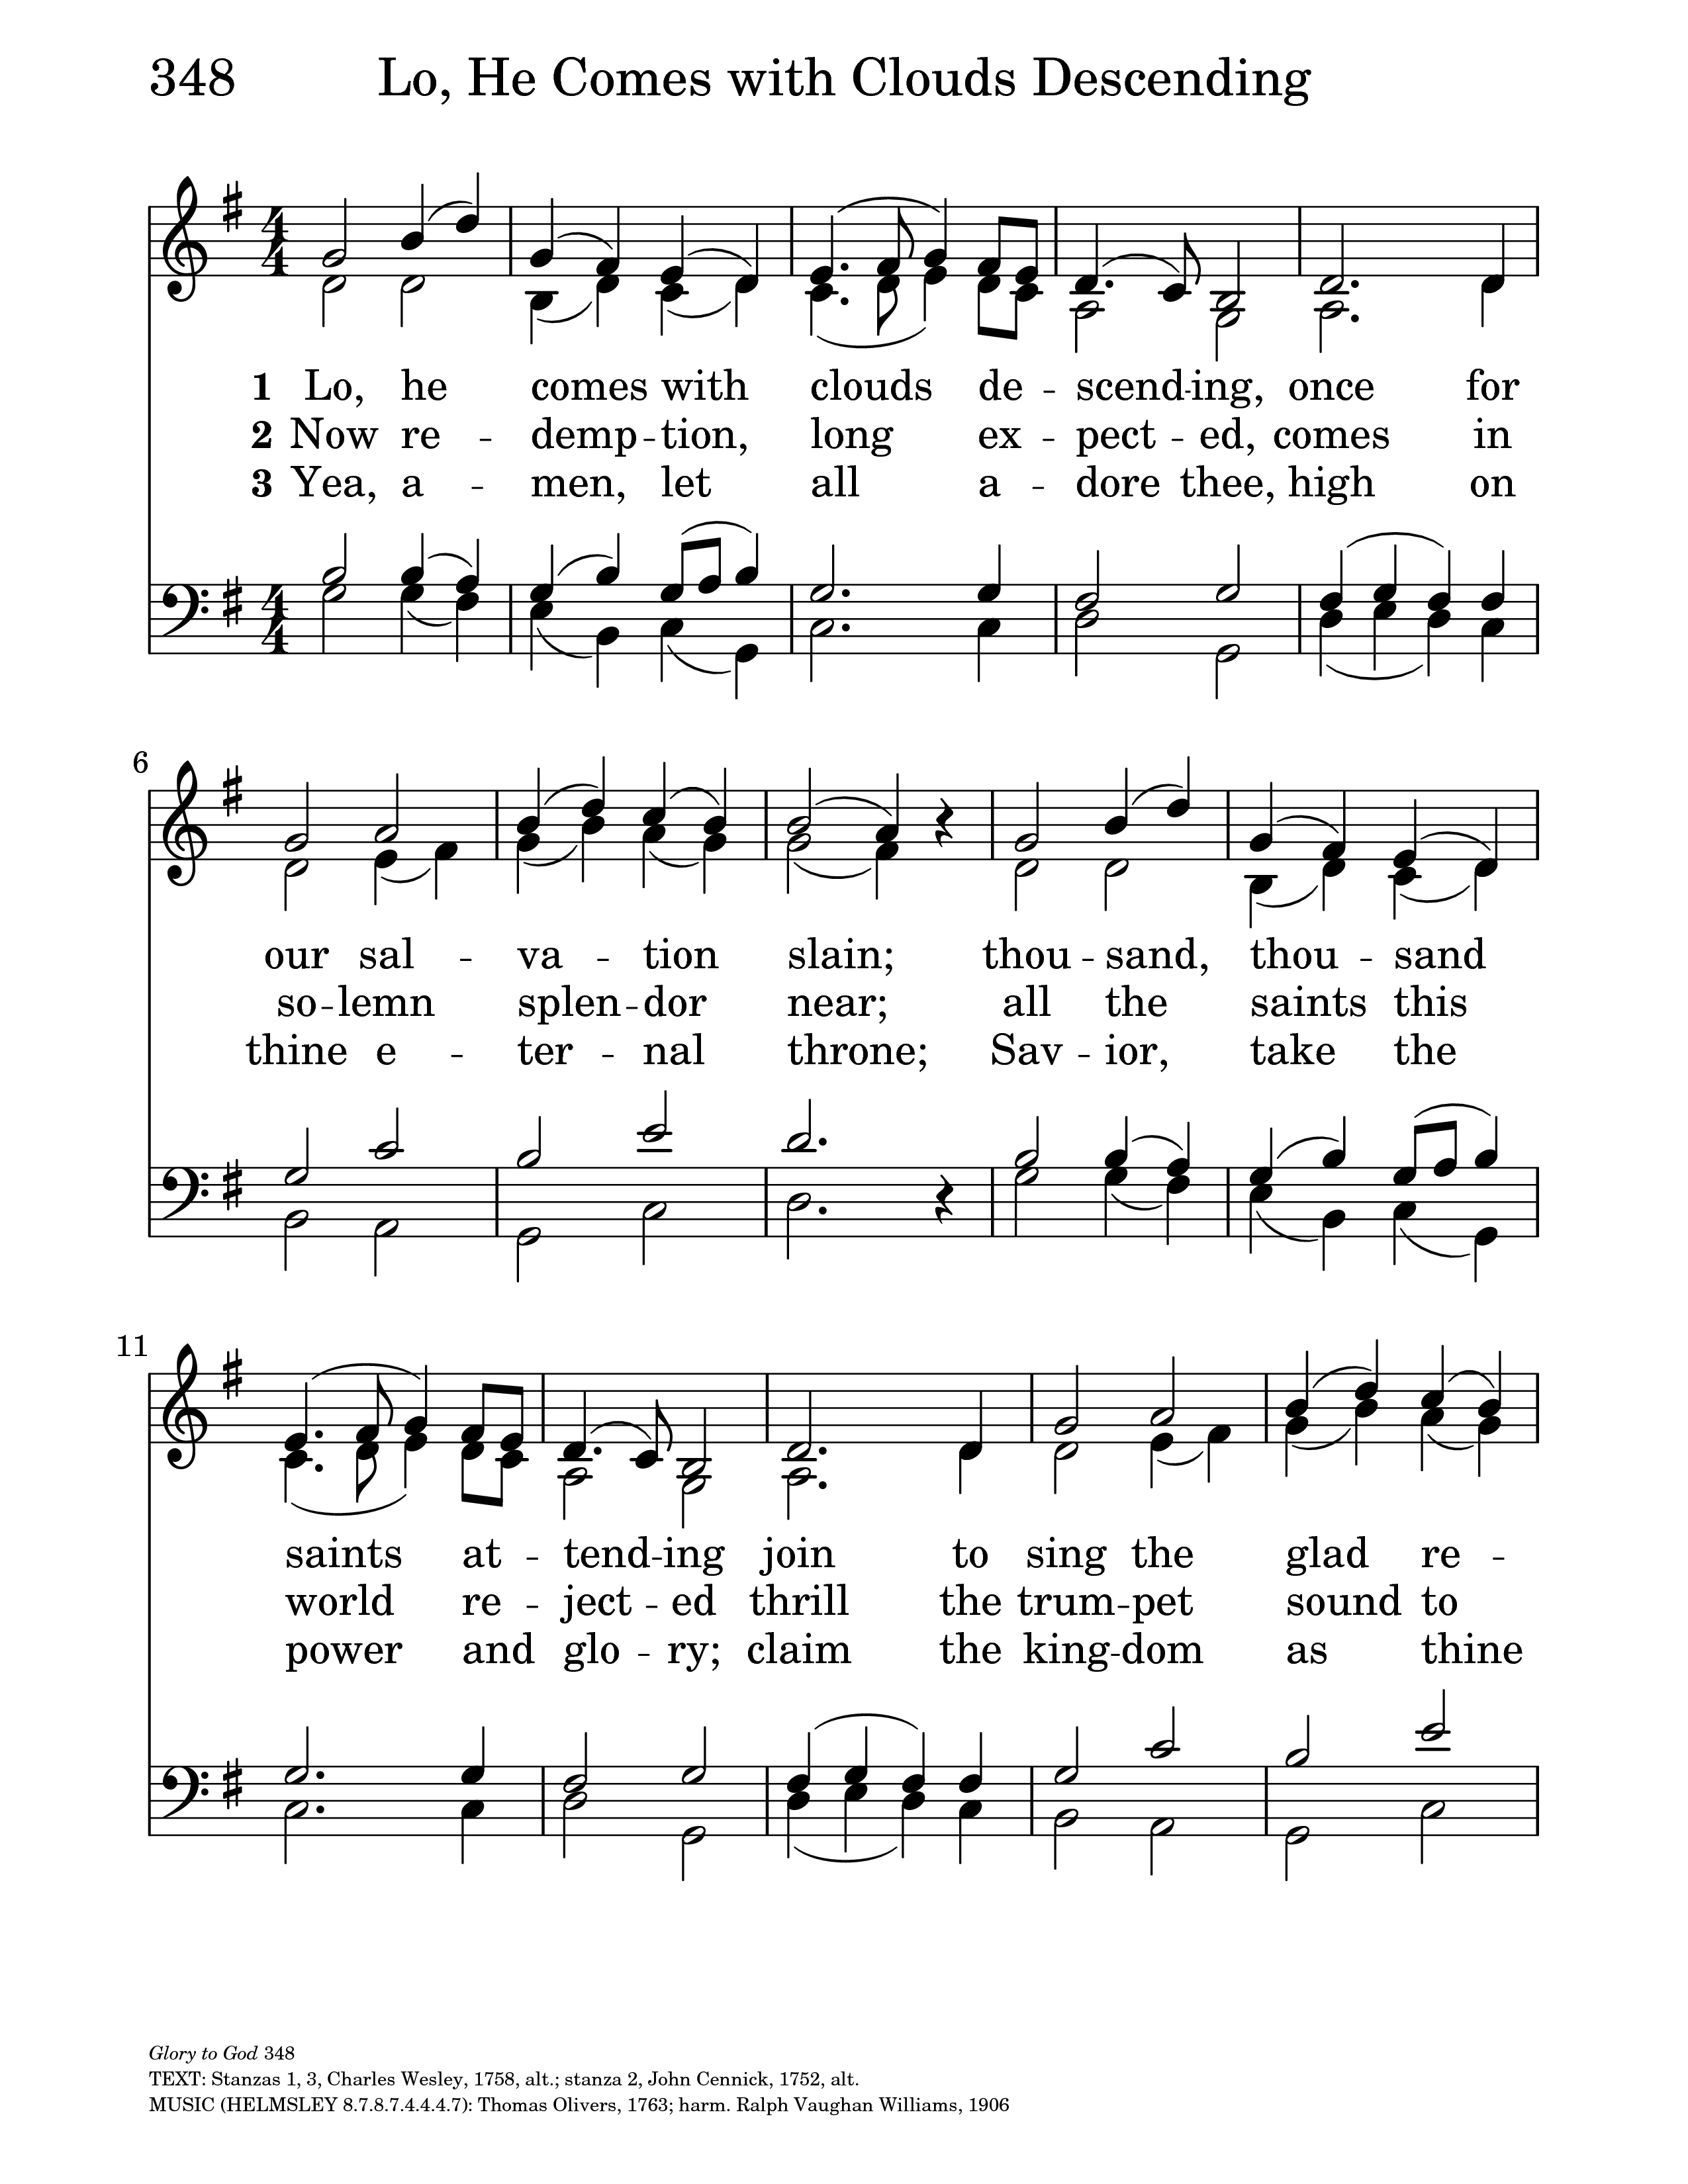 348 Lo, He Comes with Clouds Descending
4
4
1 Lo, he comes with clouds de - scend - ing, once for
2 Now re - demp - tion, long ex - pect - ed, comes in
3 Yea, a - men, let all a - dore thee, high on
4
4
6
our sal - va - tion slain; thou - sand, thou - sand
so - lemn splen - dor near; all the saints this
thine e - ter - nal throne; Sav - ior, take the
11
saints at - tend - ing join to sing the glad re -
world re - ject - ed thrill the trum - pet sound to
power and glo - ry; claim the king - dom as thine
Glory to God 348
TEXT: Stanzas 1, 3, Charles Wesley, 1758, alt.; stanza 2, John Cennick, 1752, alt.
MUSIC (HELMSLEY 8.7.8.7.4.4.4.7): Thomas Olivers, 1763; harm. Ralph Vaughan Williams, 1906